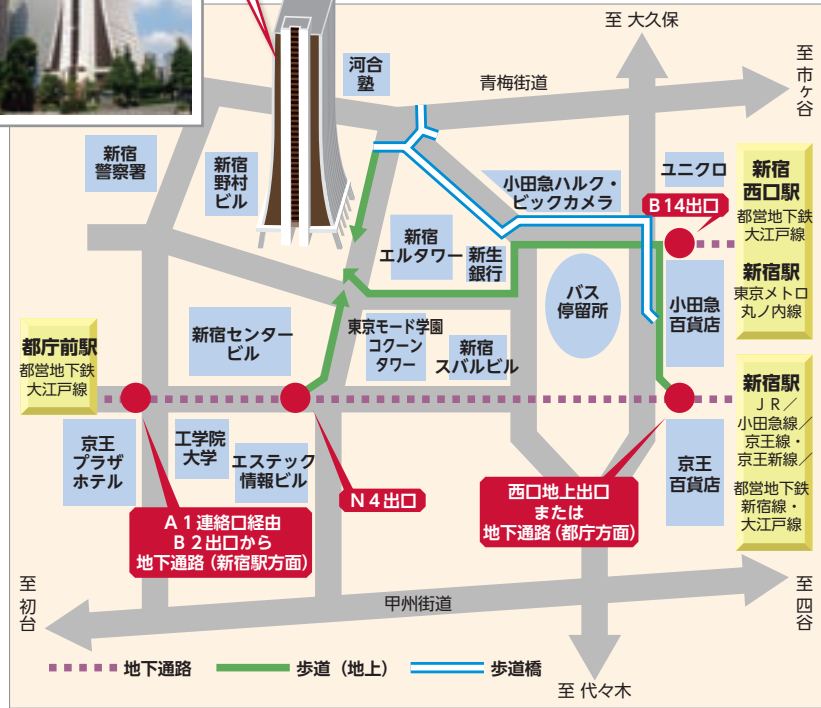 至 大久保
至
市
ヶ
谷
河合
塾
青梅街道
新宿
警察署
新宿
野村
ビル
小田急ハルク・
ビックカメラ
ユニクロ
B14出口
新宿
西口駅
都営地下鉄
大江戸線
新宿駅
東京メトロ
丸ノ内線
新宿
エルタワー
新生
銀行
バス
停留所
小田急
百貨店
新宿センター
ビル
東京モード学園
コクーン
タワー
新宿
スバルビル
都庁前駅
都営地下鉄
大江戸線
新宿駅
JR/
小田急線/
京王線・
京王新線/
都営地下鉄
新宿線・
大江戸線
京王
プラザ
ホテル
工学院
大学
エステック
情報ビル
N4出口
京王
百貨店
A1連絡口経由
B2出口から
地下通路(新宿駅方面)
西口地上出口
または
地下通路(都庁方面)
至
初
台
甲州街道
至
四
谷
地下通路
歩道(地上)
歩道橋
至 代々木